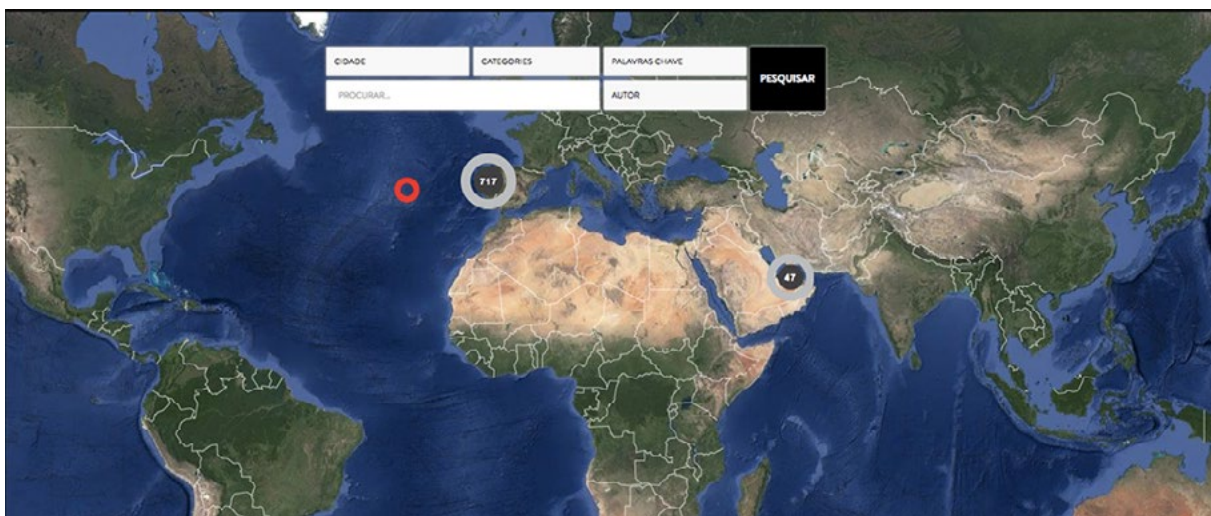 CIDADE
CATEGORIES
PALAVRAS CHAVE
PESQUISAR
PROCURAR...
AUTOR
717
47